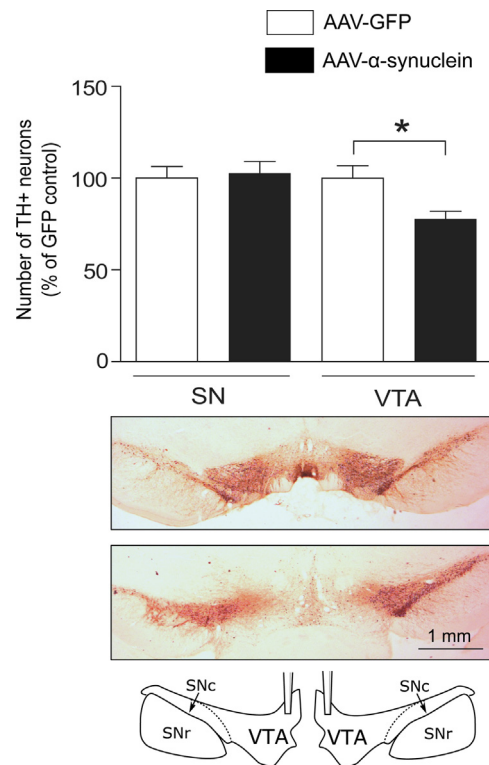 AAV-GFP
AAV-α-synuclein
Number of TH+ neurons
(% of GFP control)
150
100
50
0
*
SN
VTA
1 mm
SNc
SNc
SNr
VTA
VTA
SNr